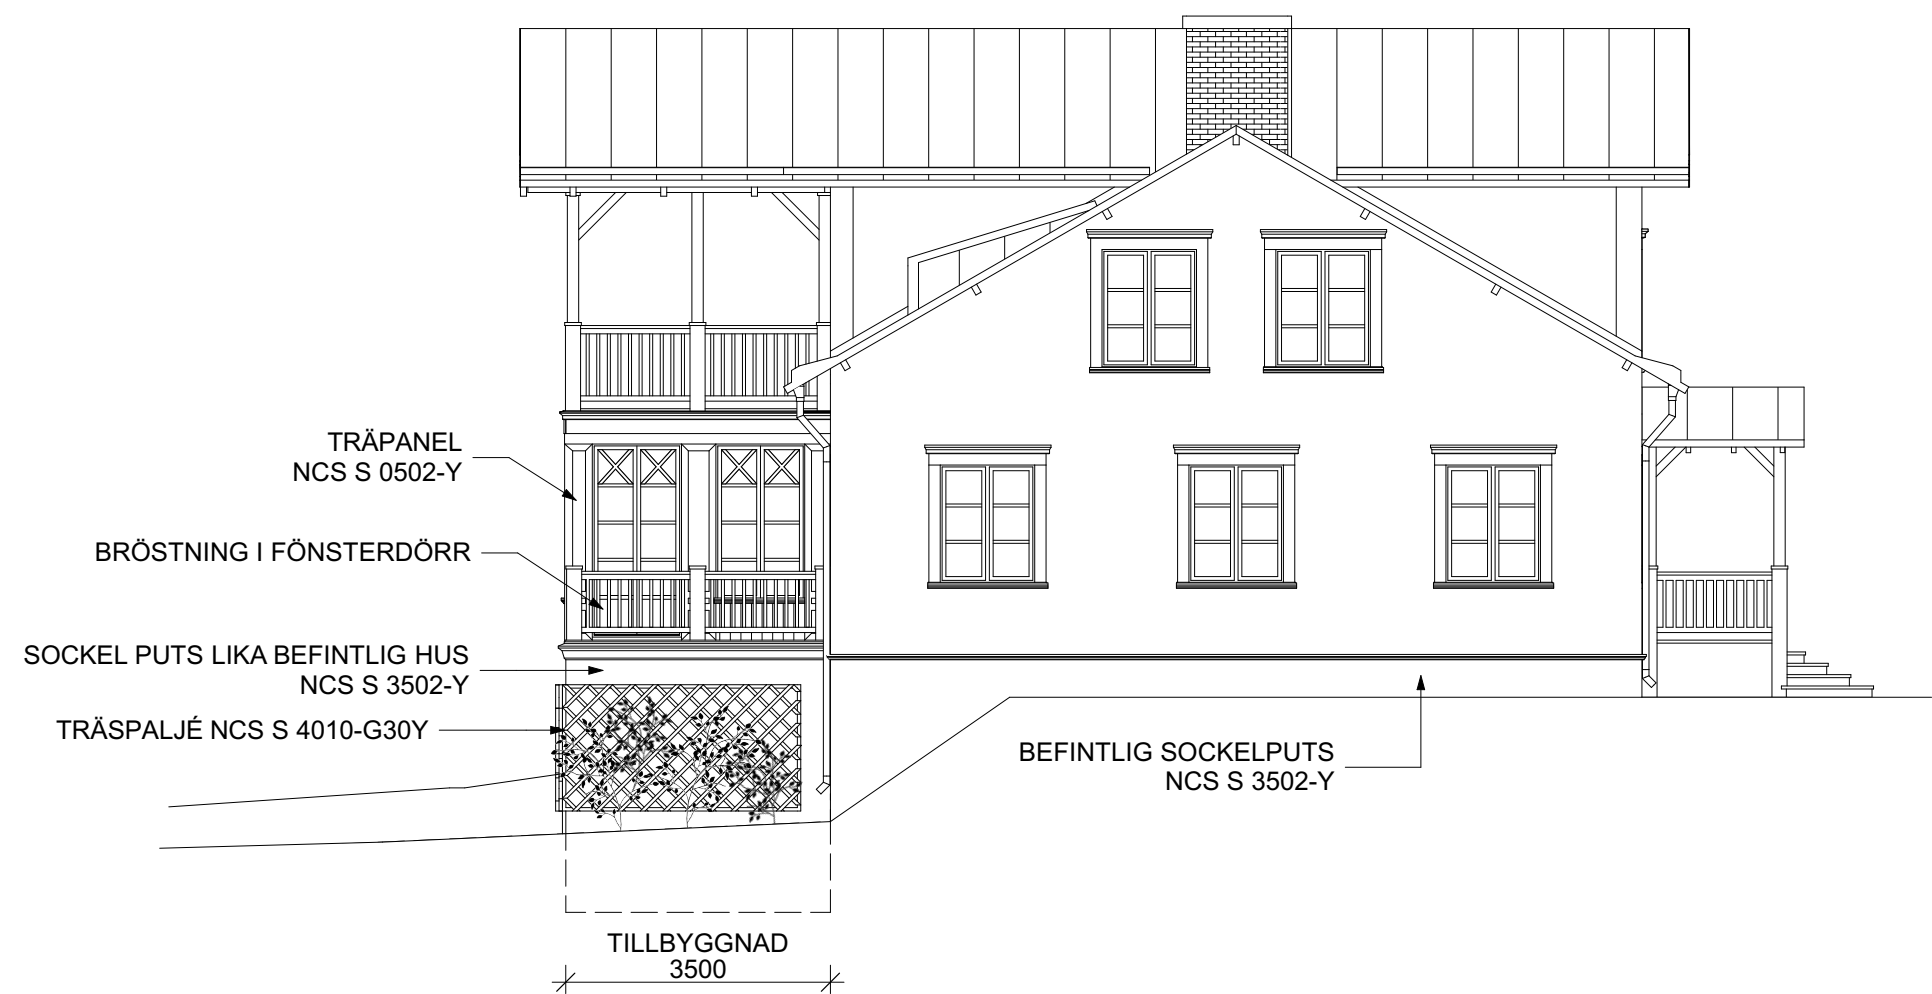 TRÄPANEL
NCS S 0502-Y
BRÖSTNING I FÖNSTERDÖRR
SOCKEL PUTS LIKA BEFINTLIG HUS
NCS S 3502-Y
TRÄSPALJÉ NCS S 4010-G30Y
BEFINTLIG SOCKELPUTS
NCS S 3502-Y
TILLBYGGNAD
3500